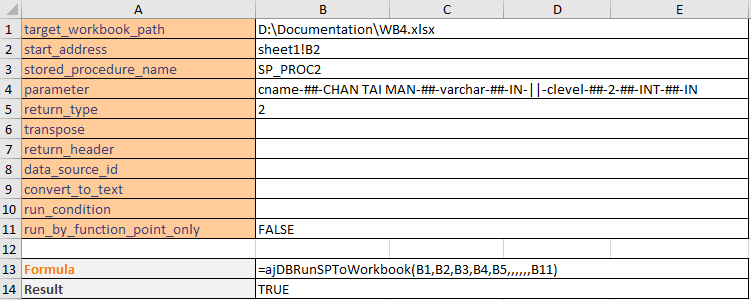 A B C D E
1 target_workbook_path D:\Documentation\WB4.xlsx
2 start_address sheet1!B2
3 stored_procedure_name SP_PROC2
4 parameter cname-##-CHAN TAI MAN-##-varchar-##-IN-||-clevel-##-2-##-INT-##-IN
5 return_type 2
6 transpose
7 return_header
8 data_source_id
9 convert_to_text
10 run_condition
11 run_by_function_point_only FALSE
12
13 Formula =ajDBRunSPToWorkbook(B1,B2,B3,B4,B5,,,,,,B11)
14 Result TRUE